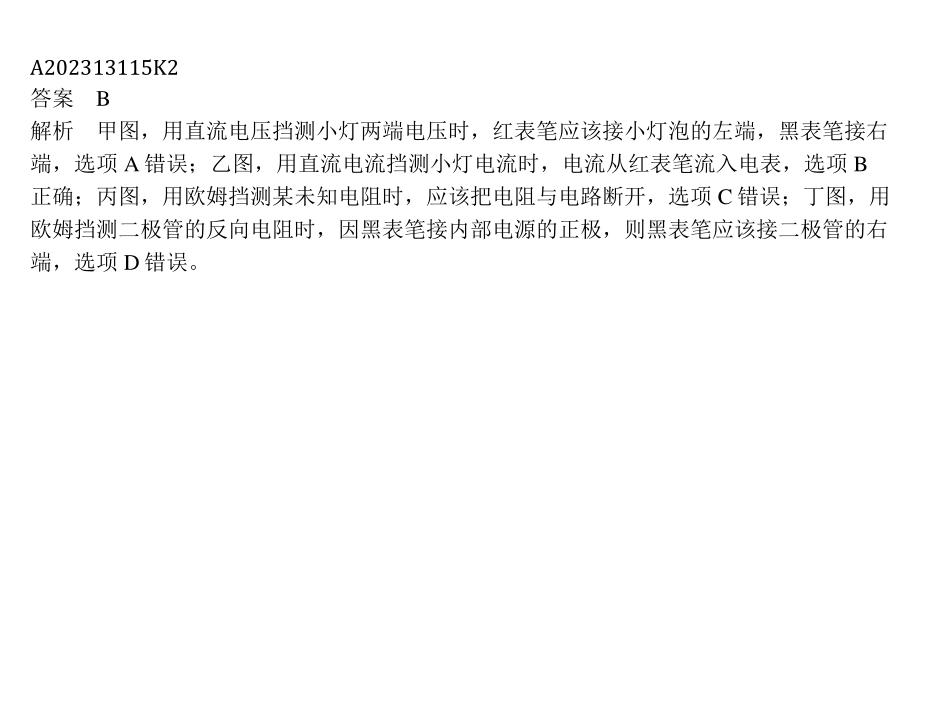 A202313115K2
答案　B
解析　甲图，用直流电压挡测小灯两端电压时，红表笔应该接小灯泡的左端，黑表笔接右
端，选项 A 错误；乙图，用直流电流挡测小灯电流时，电流从红表笔流入电表，选项 B
正确；丙图，用欧姆挡测某未知电阻时，应该把电阻与电路断开，选项 C 错误；丁图，用
欧姆挡测二极管的反向电阻时，因黑表笔接内部电源的正极，则黑表笔应该接二极管的右
端，选项 D 错误。